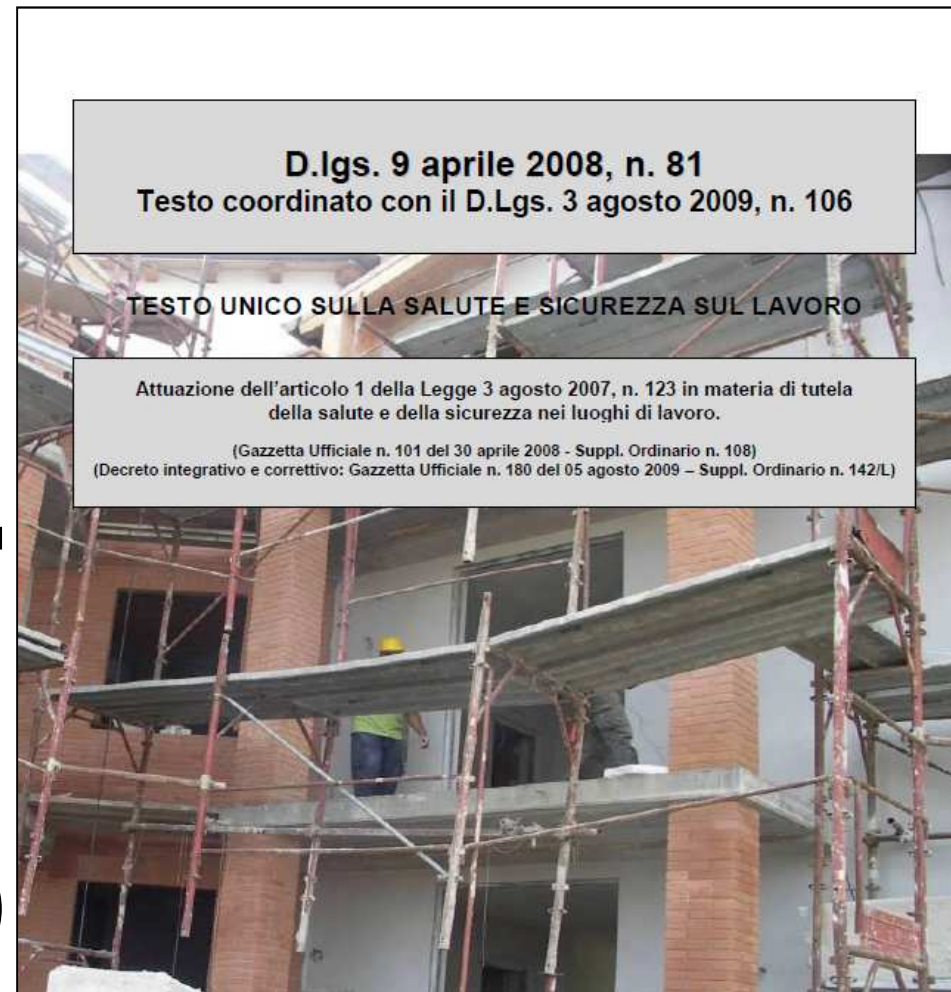 D.lgs. 9 aprile 2008, n. 81
Testo coordinato con il D.Lgs. 3 agosto 2009, n. 106
TESTO UNICO SULLA SALUTE E SICUREZZA SUL LAVORO
Attuazione dell'articolo 1 della Legge 3 agosto 2007, n. 123 in materia di tutela
della salute e della sicurezza nei luoghi di lavoro.
(Gazzetta Ufficiale n. 101 del 30 aprile 2008 - Suppl. Ordinario n. 108)
(Decreto integrativo e correttivo: Gazzetta Ufficiale n. 180 del 05 agosto 2009 – Suppl. Ordinario n. 142/L)